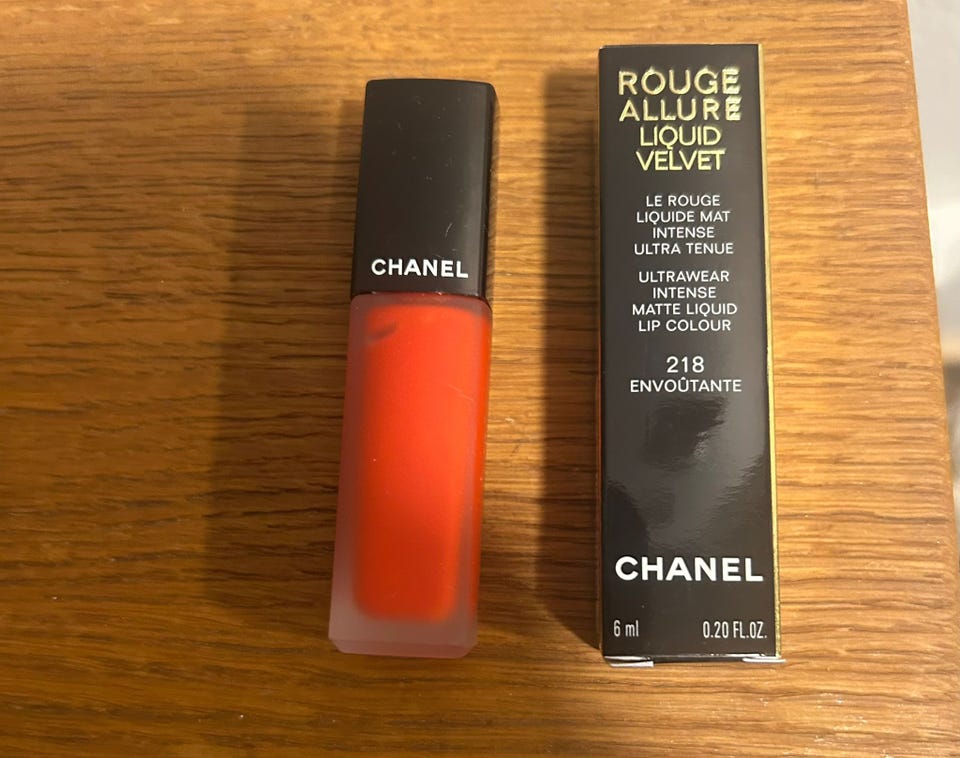 CHANEL
ROUGE
ALLURE
LIQUID
VELVET
LE ROUGE
LIQUIDE MAT
INTENSE
ULTRA TENUE
ULTRAWEAR
INTENSE
MATTE LIQUID
LIP COLOUR
218
ENVOÛTANTE
CHANEL
6 ml 0.20 FL.OZ.